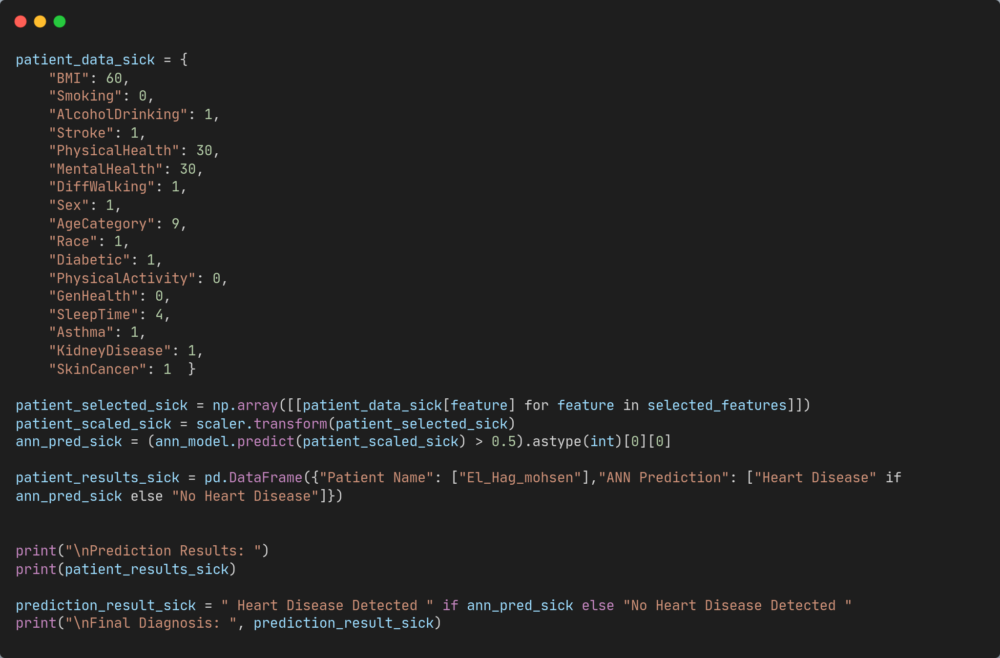 patient_data_sick = {
    "BMI": 60,
    "Smoking": 0,
    "AlcoholDrinking": 1,
    "Stroke": 1,
    "PhysicalHealth": 30,
    "MentalHealth": 30,
    "DiffWalking": 1,
    "Sex": 1,
    "AgeCategory": 9,
    "Race": 1,
    "Diabetic": 1,
    "PhysicalActivity": 0,
    "GenHealth": 0,
    "SleepTime": 4,
    "Asthma": 1,
    "KidneyDisease": 1,
    "SkinCancer": 1  }
patient_selected_sick = np.array([[patient_data_sick[feature] for feature in selected_features]])
patient_scaled_sick = scaler.transform(patient_selected_sick)
ann_pred_sick = (ann_model.predict(patient_scaled_sick) > 0.5).astype(int)[0][0]
patient_results_sick = pd.DataFrame({"Patient Name": ["El_Hag_mohsen"],"ANN Prediction": ["Heart Disease" if
ann_pred_sick else "No Heart Disease"]})
print("\nPrediction Results: ")
print(patient_results_sick)
prediction_result_sick = " Heart Disease Detected " if ann_pred_sick else "No Heart Disease Detected "
print("\nFinal Diagnosis: ", prediction_result_sick)